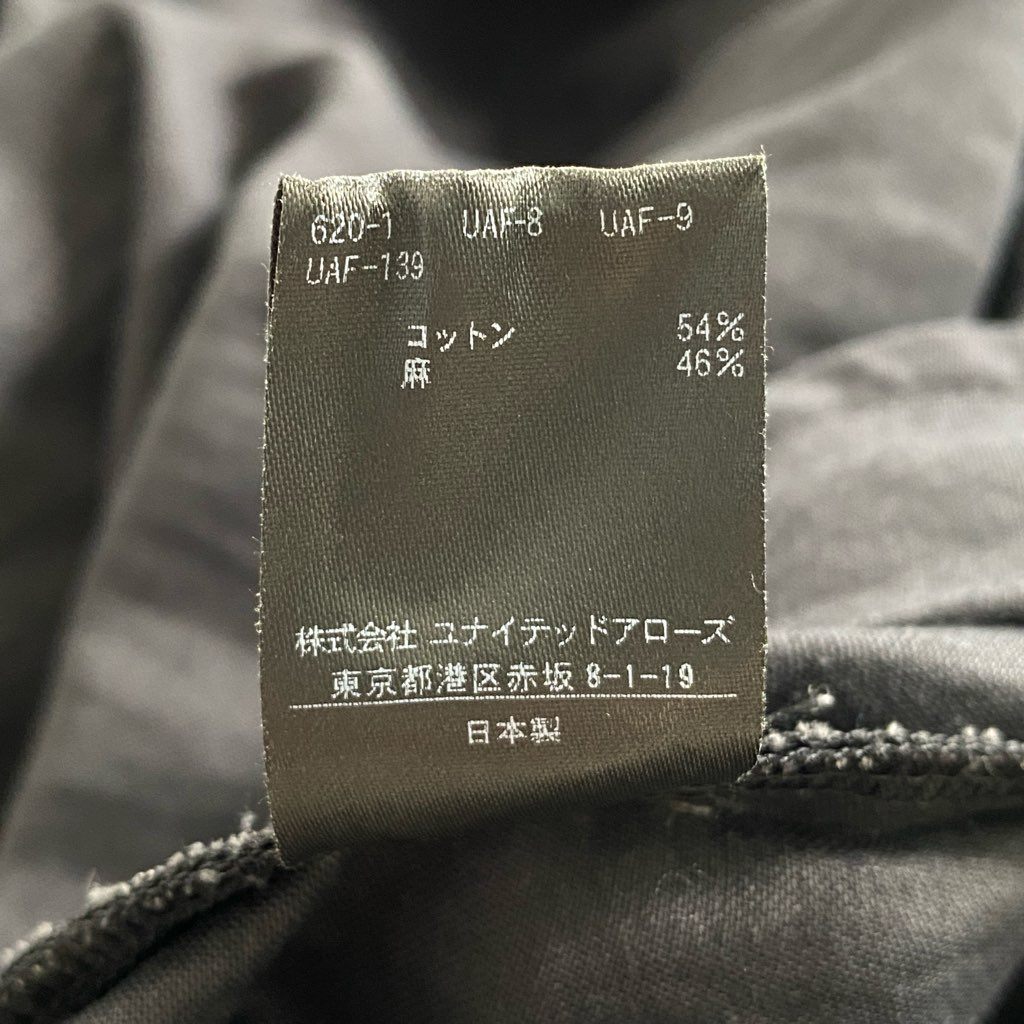 620-1 UAF-8 UAF-9
UAF-139
コットン 54%
麻 46%
株式会社 ユナイテッドアローズ
東京都港区赤坂 8-1-19
日本製